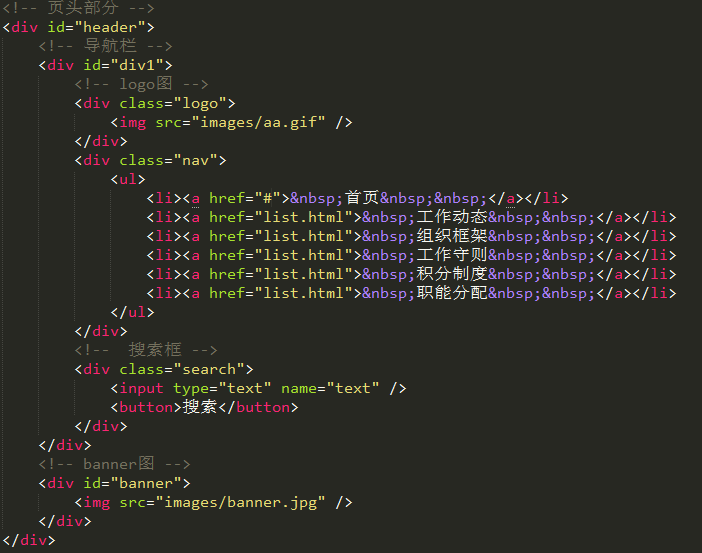 <!-- 页头部分 -->
<div id="header">
    <!-- 导航栏 -->
    <div id="div1">
        <!-- logo图 -->
        <div class="logo">
            <img src="images/aa.gif" />
        </div>
        <div class="nav">
            <ul>
                <li><a href="#">&nbsp;首页&nbsp;&nbsp;</a></li>
                <li><a href="list.html">&nbsp;工作动态&nbsp;&nbsp;</a></li>
                <li><a href="list.html">&nbsp;组织框架&nbsp;&nbsp;</a></li>
                <li><a href="list.html">&nbsp;工作守则&nbsp;&nbsp;</a></li>
                <li><a href="list.html">&nbsp;积分制度&nbsp;&nbsp;</a></li>
                <li><a href="list.html">&nbsp;职能分配&nbsp;&nbsp;</a></li>
            </ul>
        </div>
        <!--  搜素框 -->
        <div class="search">
            <input type="text" name="text" />
            <button>搜素</button>
        </div>
    </div>
    <!-- banner图 -->
    <div id="banner">
        <img src="images/banner.jpg" />
    </div>
</div>